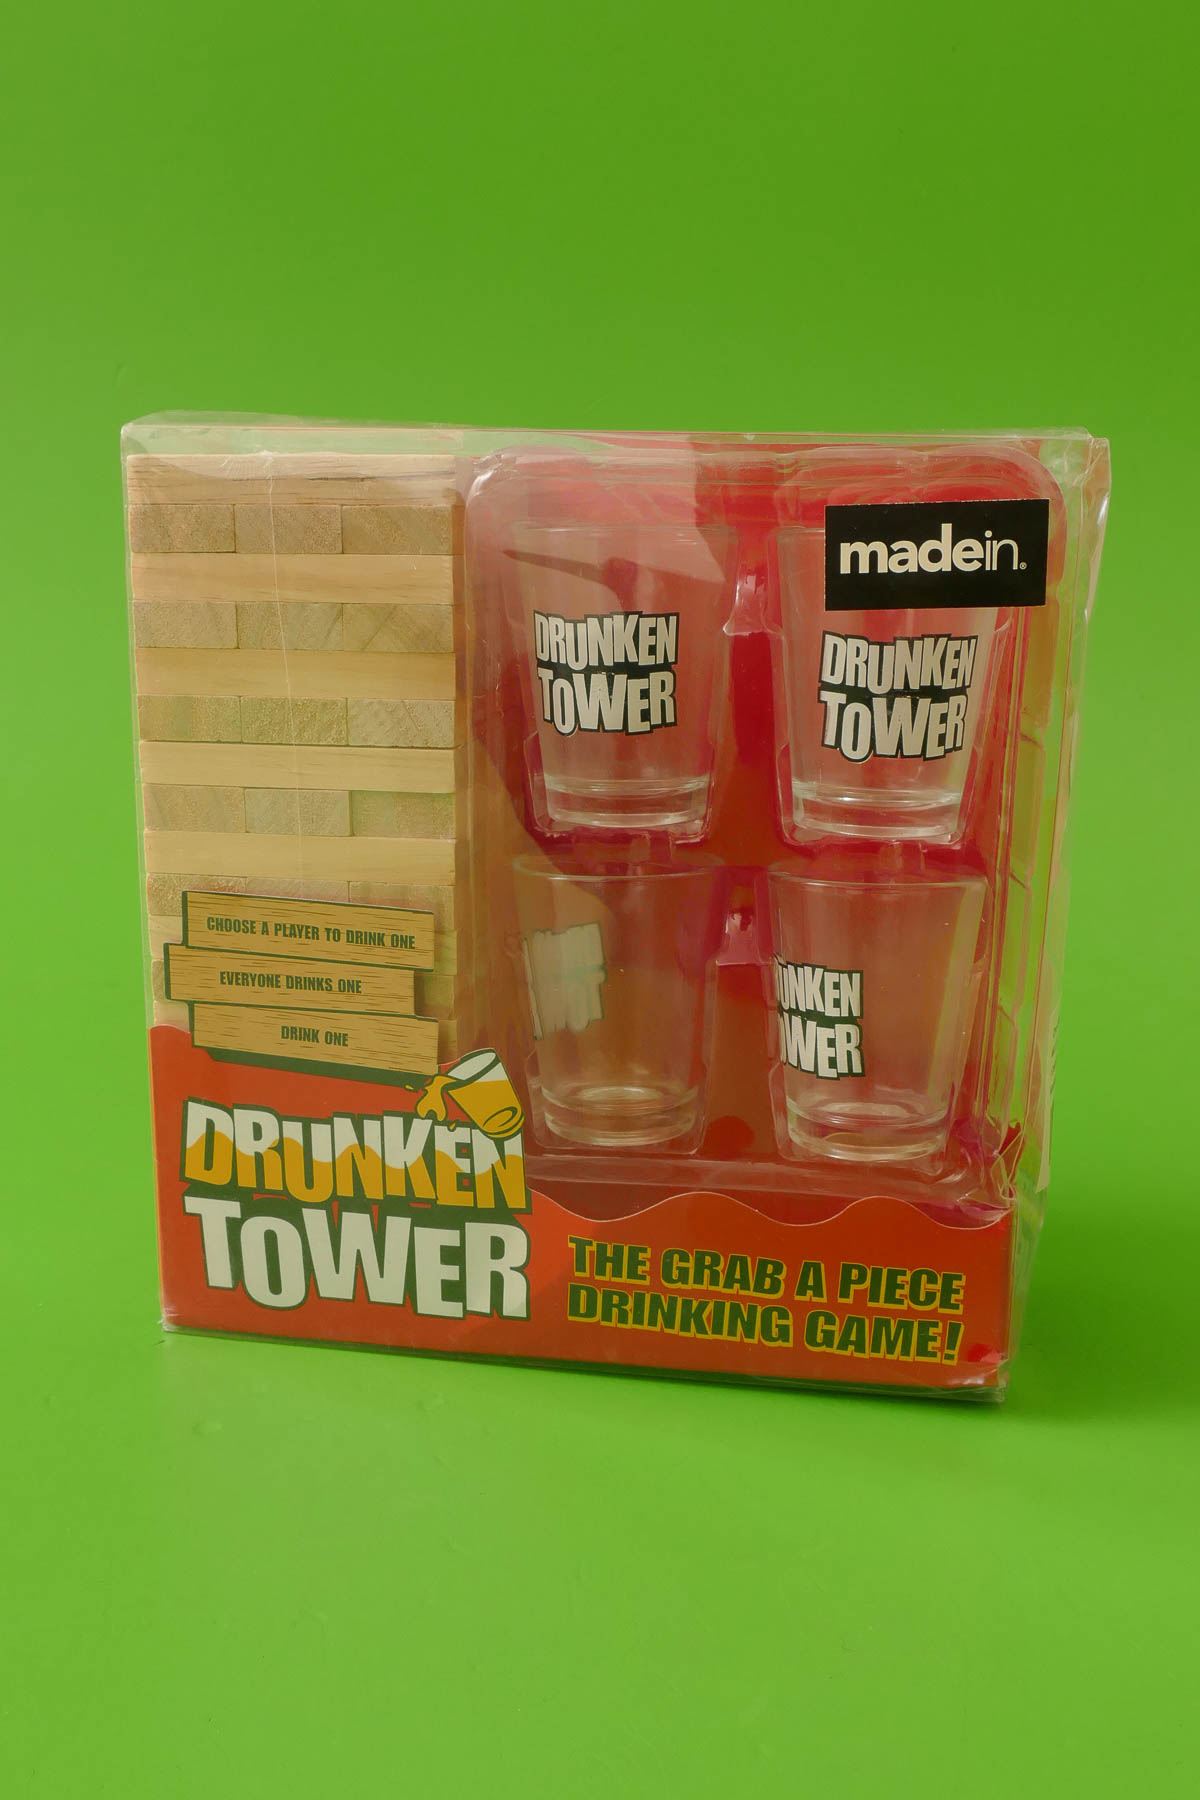 madein®
DRUNKEN
TOWER
DRUNKEN
TOWER
UNKEN
WER
CHOOSE A PLAYER TO DRINK ONE
EVERYONE DRINKS ONE
DRINK ONE
DRUNKEN
TOWER
THE GRAB A PIECE
DRINKING GAME!